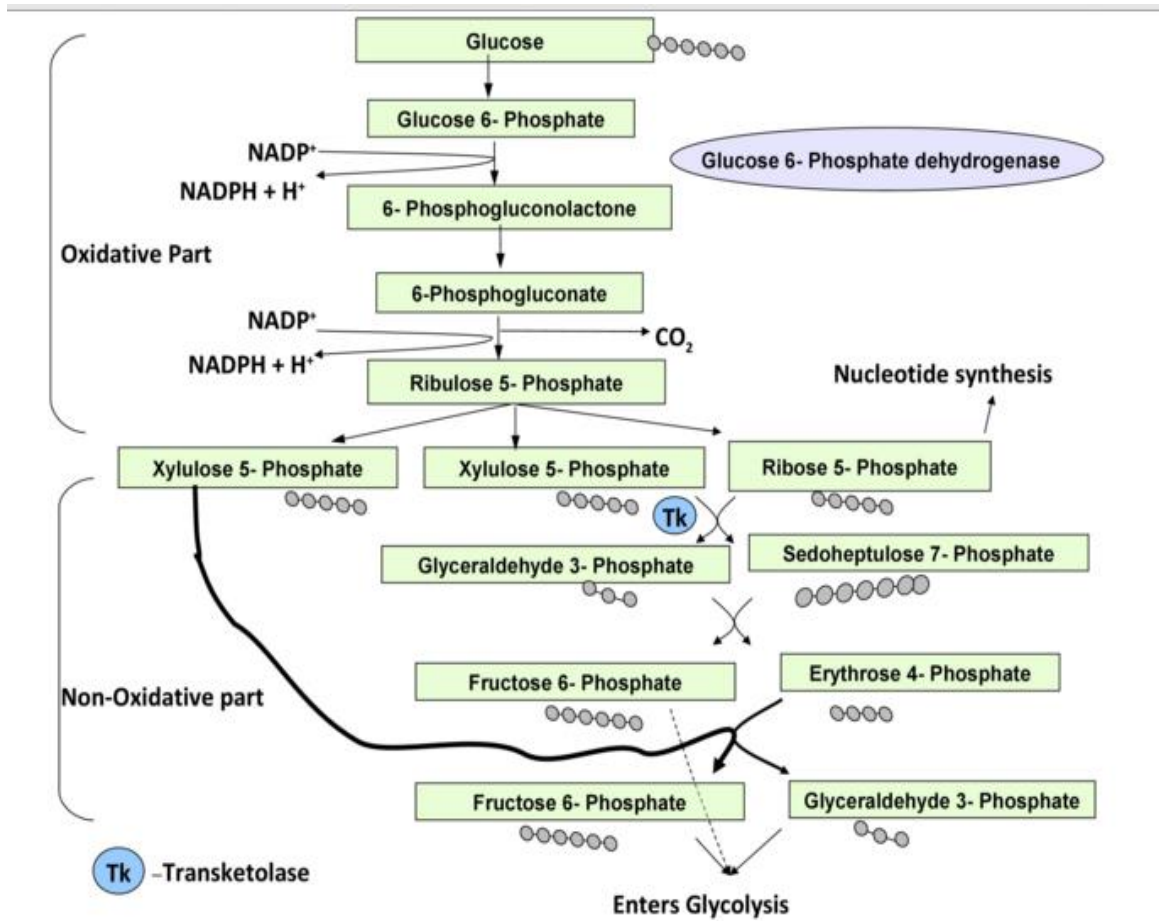 Glucose
Glucose 6- Phosphate
NADP⁺
Glucose 6- Phosphate dehydrogenase
NADPH + H⁺
6- Phosphogluconolactone
Oxidative Part
6-Phosphogluconate
NADP⁺
CO₂
NADPH + H⁺
Ribulose 5- Phosphate
Nucleotide synthesis
Xylulose 5- Phosphate
Xylulose 5- Phosphate
Ribose 5- Phosphate
Tk
Glyceraldehyde 3- Phosphate
Sedoheptulose 7- Phosphate
Fructose 6- Phosphate
Erythrose 4- Phosphate
Non-Oxidative part
Fructose 6- Phosphate
Glyceraldehyde 3- Phosphate
Tk –Transketolase
Enters Glycolysis